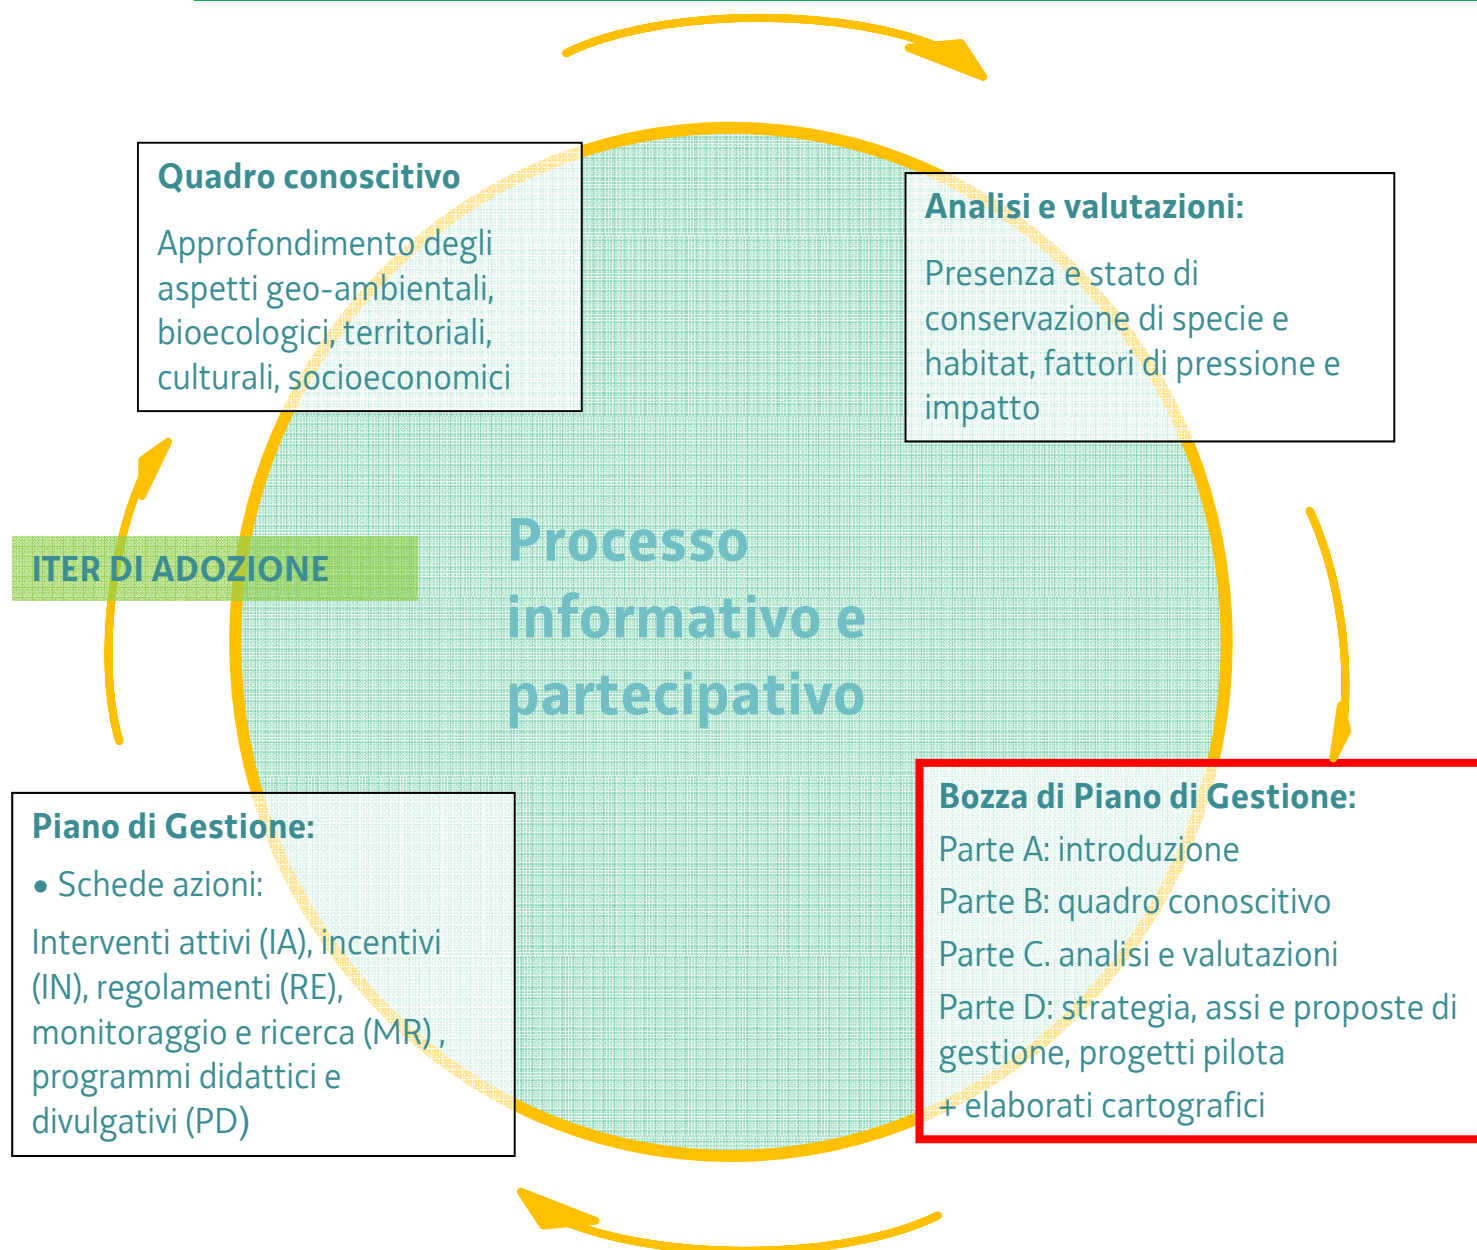 Quadro conoscitivo
Approfondimento degli
aspetti geo-ambientali,
bioecologici, territoriali,
culturali, socioeconomici
Analisi e valutazioni:
Presenza e stato di
conservazione di specie e
habitat, fattori di pressione e
impatto
Processo
informativo e
partecipativo
ITER DI ADOZIONE
Piano di Gestione:
• Schede azioni:
Interventi attivi (IA), incentivi
(IN), regolamenti (RE),
monitoraggio e ricerca (MR) ,
programmi didattici e
divulgativi (PD)
Bozza di Piano di Gestione:
Parte A: introduzione
Parte B: quadro conoscitivo
Parte C. analisi e valutazioni
Parte D: strategia, assi e proposte di
gestione, progetti pilota
+ elaborati cartografici